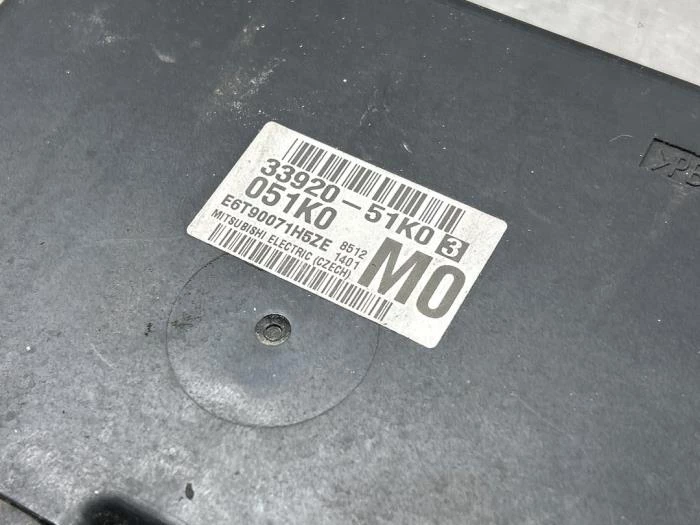 33920-51K0 3
051K0
E6T90071H5ZE 8512
MITSUBISHI ELECTRIC (CZECH) 1401
M0